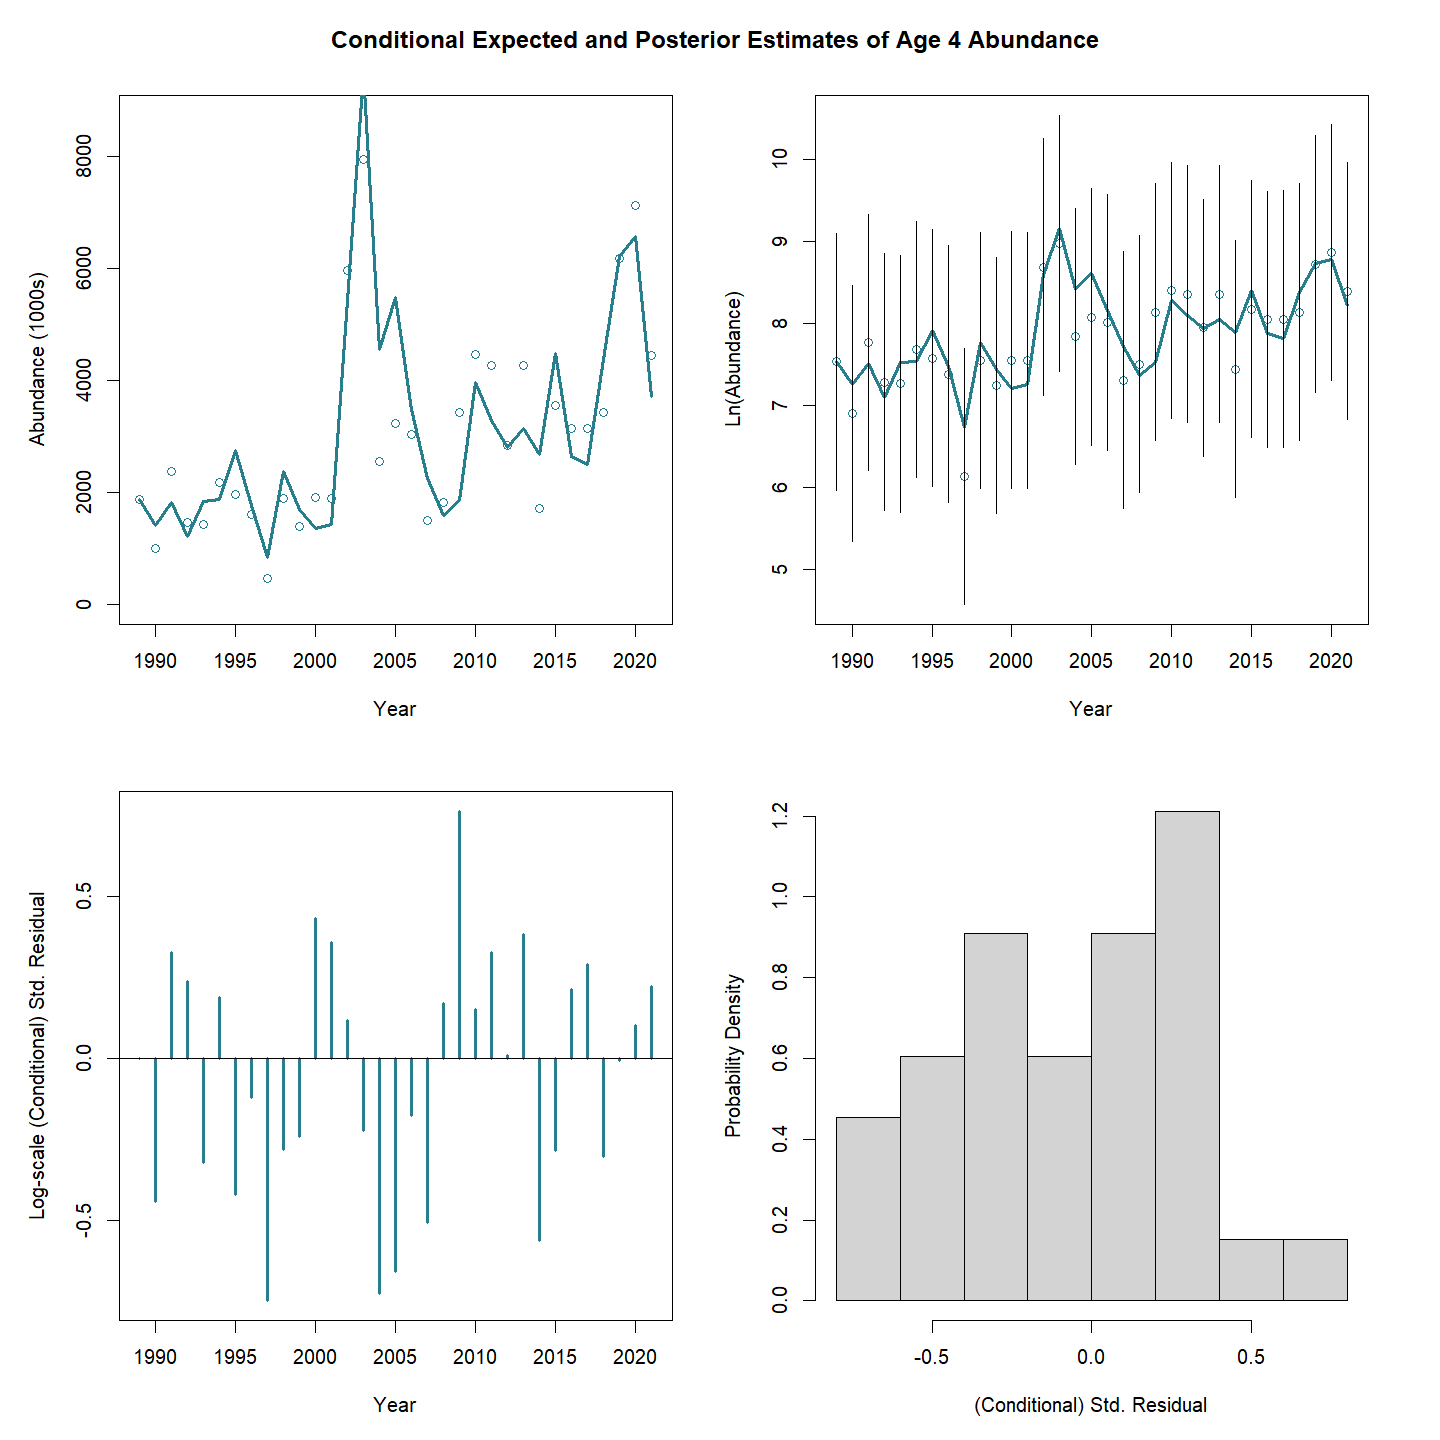 Conditional Expected and Posterior Estimates of Age 4 Abundance
Abundance (1000s)
0 2000 4000 6000 8000
1990 1995 2000 2005 2010 2015 2020
Year
Ln(Abundance)
5 6 7 8 9 10
1990 1995 2000 2005 2010 2015 2020
Year
Log-scale (Conditional) Std. Residual
-0.5 0.0 0.5
1990 1995 2000 2005 2010 2015 2020
Year
Probability Density
0.0 0.2 0.4 0.6 0.8 1.0 1.2
-0.5 0.0 0.5
(Conditional) Std. Residual